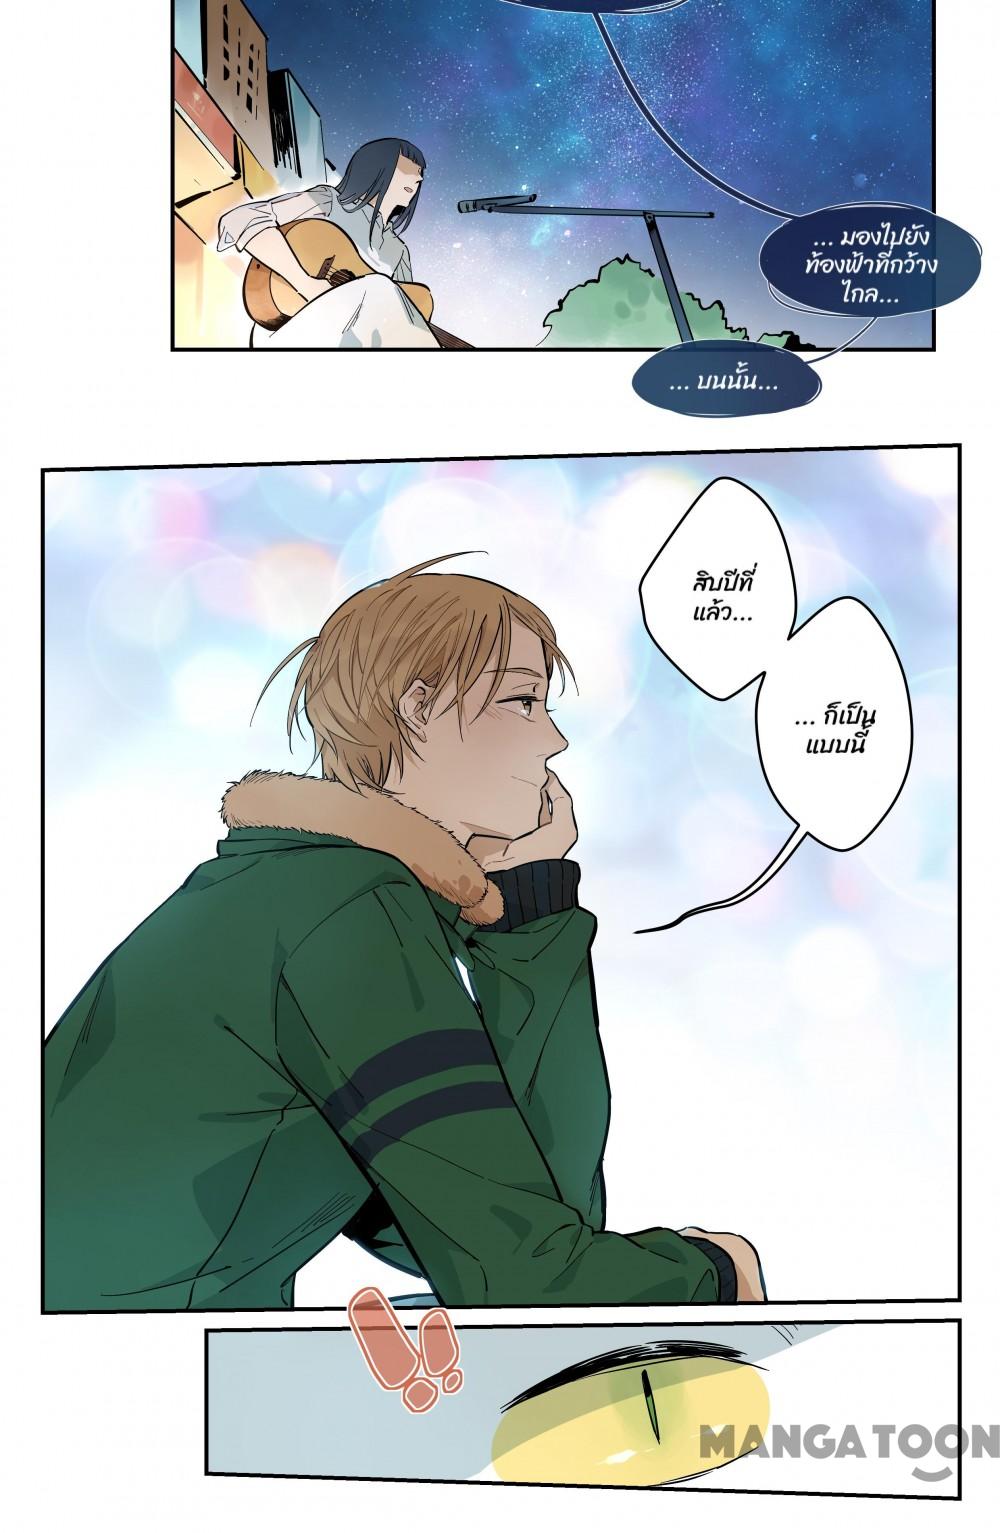 ... มองไปยัง
ท้องฟ้าที่กว้าง
ไกล...
... บนนั้น...
สิบปีที่
แล้ว...
... ก็เป็น
แบบนี้
!!
MANGATOON